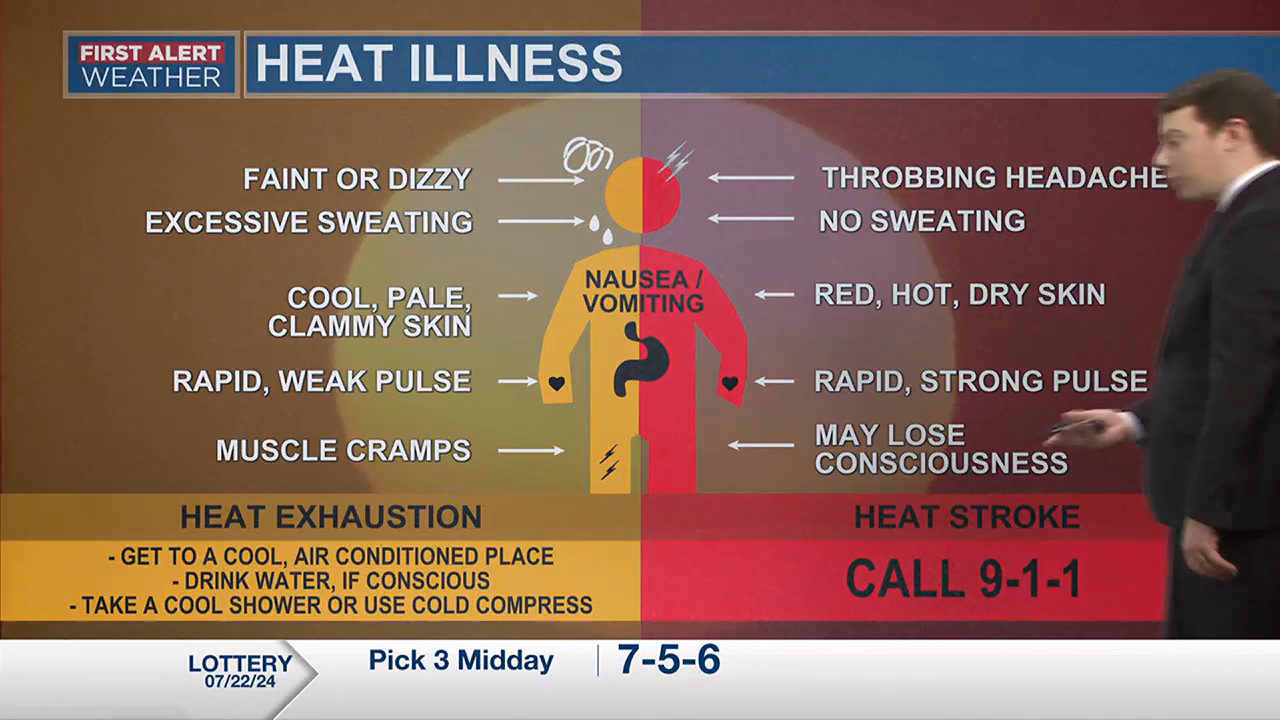 FIRST ALERT
WEATHER
HEAT ILLNESS
FAINT OR DIZZY
EXCESSIVE SWEATING
COOL, PALE,
CLAMMY SKIN
RAPID, WEAK PULSE
MUSCLE CRAMPS
NAUSEA /
VOMITING
THROBBING HEADACHE
NO SWEATING
RED, HOT, DRY SKIN
RAPID, STRONG PULSE
MAY LOSE
CONSCIOUSNESS
HEAT EXHAUSTION
- GET TO A COOL, AIR CONDITIONED PLACE
- DRINK WATER, IF CONSCIOUS
- TAKE A COOL SHOWER OR USE COLD COMPRESS
HEAT STROKE
CALL 9-1-1
LOTTERY
07/22/24
Pick 3 Midday
7-5-6